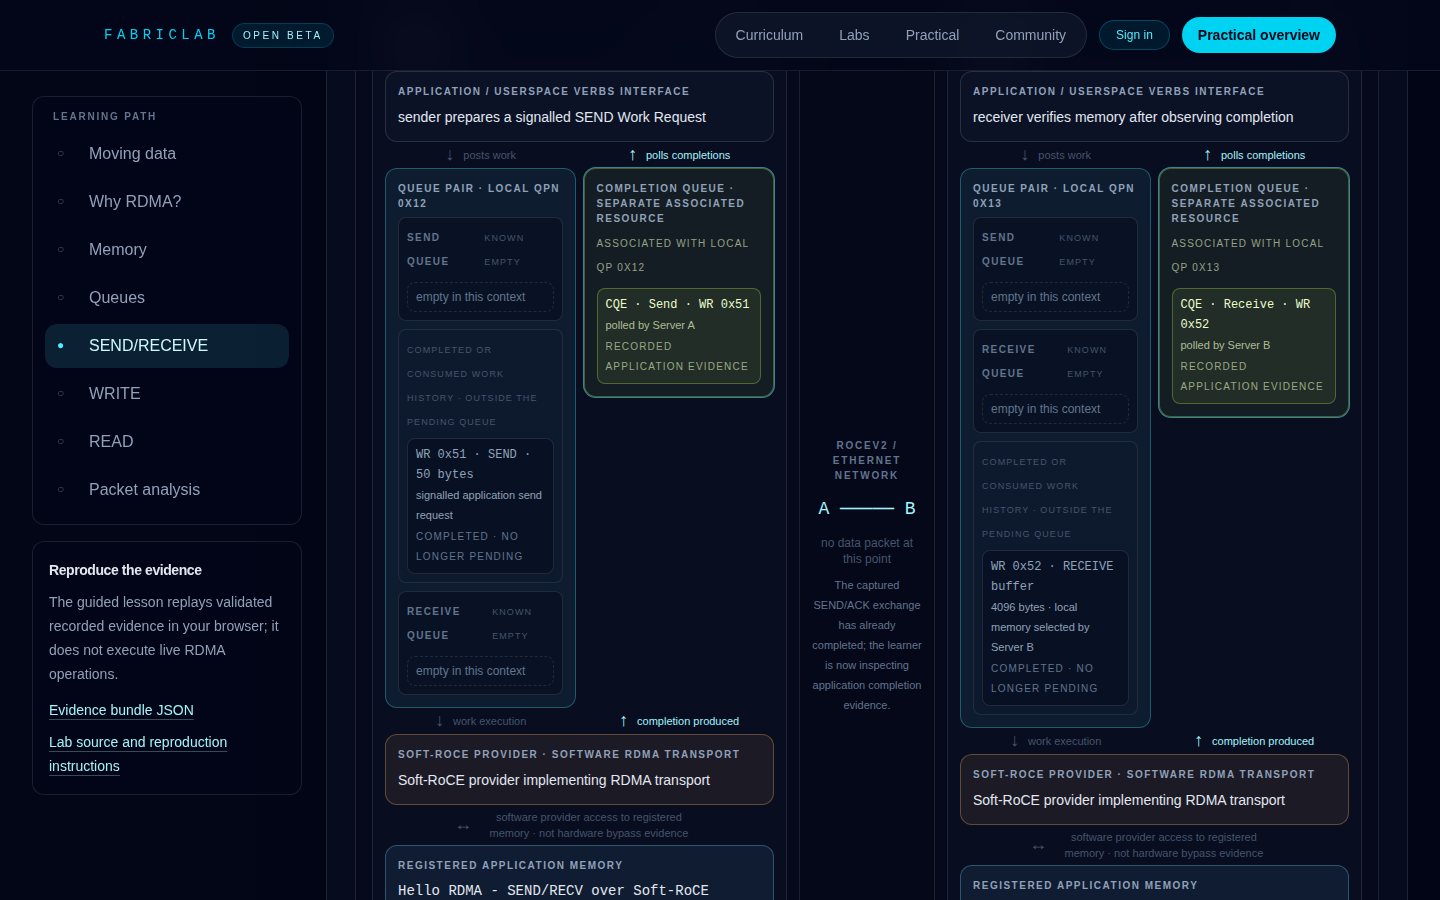 FABRICLAB
OPEN BETA
Curriculum
Labs
Practical
Community
Sign in
Practical overview
LEARNING PATH
Moving data
Why RDMA?
Memory
Queues
SEND/RECEIVE
WRITE
READ
Packet analysis
Reproduce the evidence
The guided lesson replays validated
recorded evidence in your browser; it
does not execute live RDMA
operations.
Evidence bundle JSON
Lab source and reproduction
instructions
APPLICATION / USERSPACE VERBS INTERFACE
sender prepares a signalled SEND Work Request
↓ posts work
↑ polls completions
QUEUE PAIR · LOCAL QPN
0X12
SEND
QUEUE
KNOWN
EMPTY
empty in this context
COMPLETED OR
CONSUMED WORK
HISTORY · OUTSIDE THE
PENDING QUEUE
WR 0x51 · SEND ·
50 bytes
signalled application send
request
COMPLETED · NO
LONGER PENDING
RECEIVE
QUEUE
KNOWN
EMPTY
empty in this context
COMPLETION QUEUE ·
SEPARATE ASSOCIATED
RESOURCE
ASSOCIATED WITH LOCAL
QP 0X12
CQE · Send · WR 0x51
polled by Server A
RECORDED
APPLICATION EVIDENCE
↓ work execution
↑ completion produced
SOFT-ROCE PROVIDER · SOFTWARE RDMA TRANSPORT
Soft-RoCE provider implementing RDMA transport
↔ software provider access to registered
memory · not hardware bypass evidence
REGISTERED APPLICATION MEMORY
Hello RDMA - SEND/RECV over Soft-RoCE
ROCEV2 /
ETHERNET
NETWORK
A ───── B
no data packet at
this point
The captured
SEND/ACK exchange
has already
completed; the learner
is now inspecting
application completion
evidence.
APPLICATION / USERSPACE VERBS INTERFACE
receiver verifies memory after observing completion
↓ posts work
↑ polls completions
QUEUE PAIR · LOCAL QPN
0X13
SEND
QUEUE
KNOWN
EMPTY
empty in this context
RECEIVE
QUEUE
KNOWN
EMPTY
empty in this context
COMPLETED OR
CONSUMED WORK
HISTORY · OUTSIDE THE
PENDING QUEUE
WR 0x52 · RECEIVE
buffer
4096 bytes · local
memory selected by
Server B
COMPLETED · NO
LONGER PENDING
COMPLETION QUEUE ·
SEPARATE ASSOCIATED
RESOURCE
ASSOCIATED WITH LOCAL
QP 0X13
CQE · Receive · WR
0x52
polled by Server B
RECORDED
APPLICATION EVIDENCE
↓ work execution
↑ completion produced
SOFT-ROCE PROVIDER · SOFTWARE RDMA TRANSPORT
Soft-RoCE provider implementing RDMA transport
↔ software provider access to registered
memory · not hardware bypass evidence
REGISTERED APPLICATION MEMORY